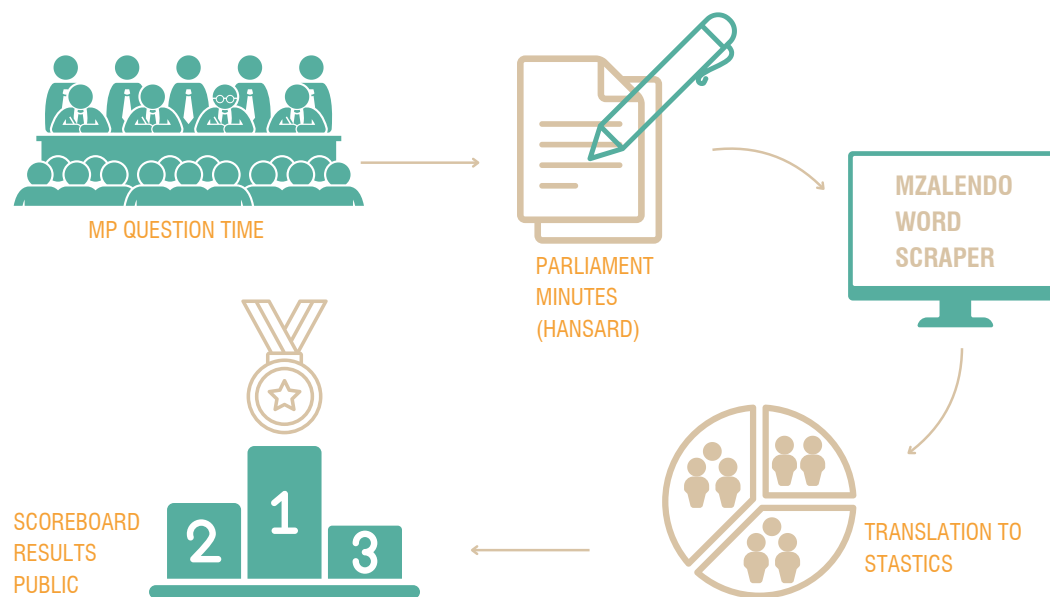 MP QUESTION TIME
PARLIAMENT
MINUTES
(HANSARD)
MZALENDO
WORD
SCRAPER
TRANSLATION TO
STASTICS
SCOREBOARD
RESULTS
PUBLIC
2
1
3